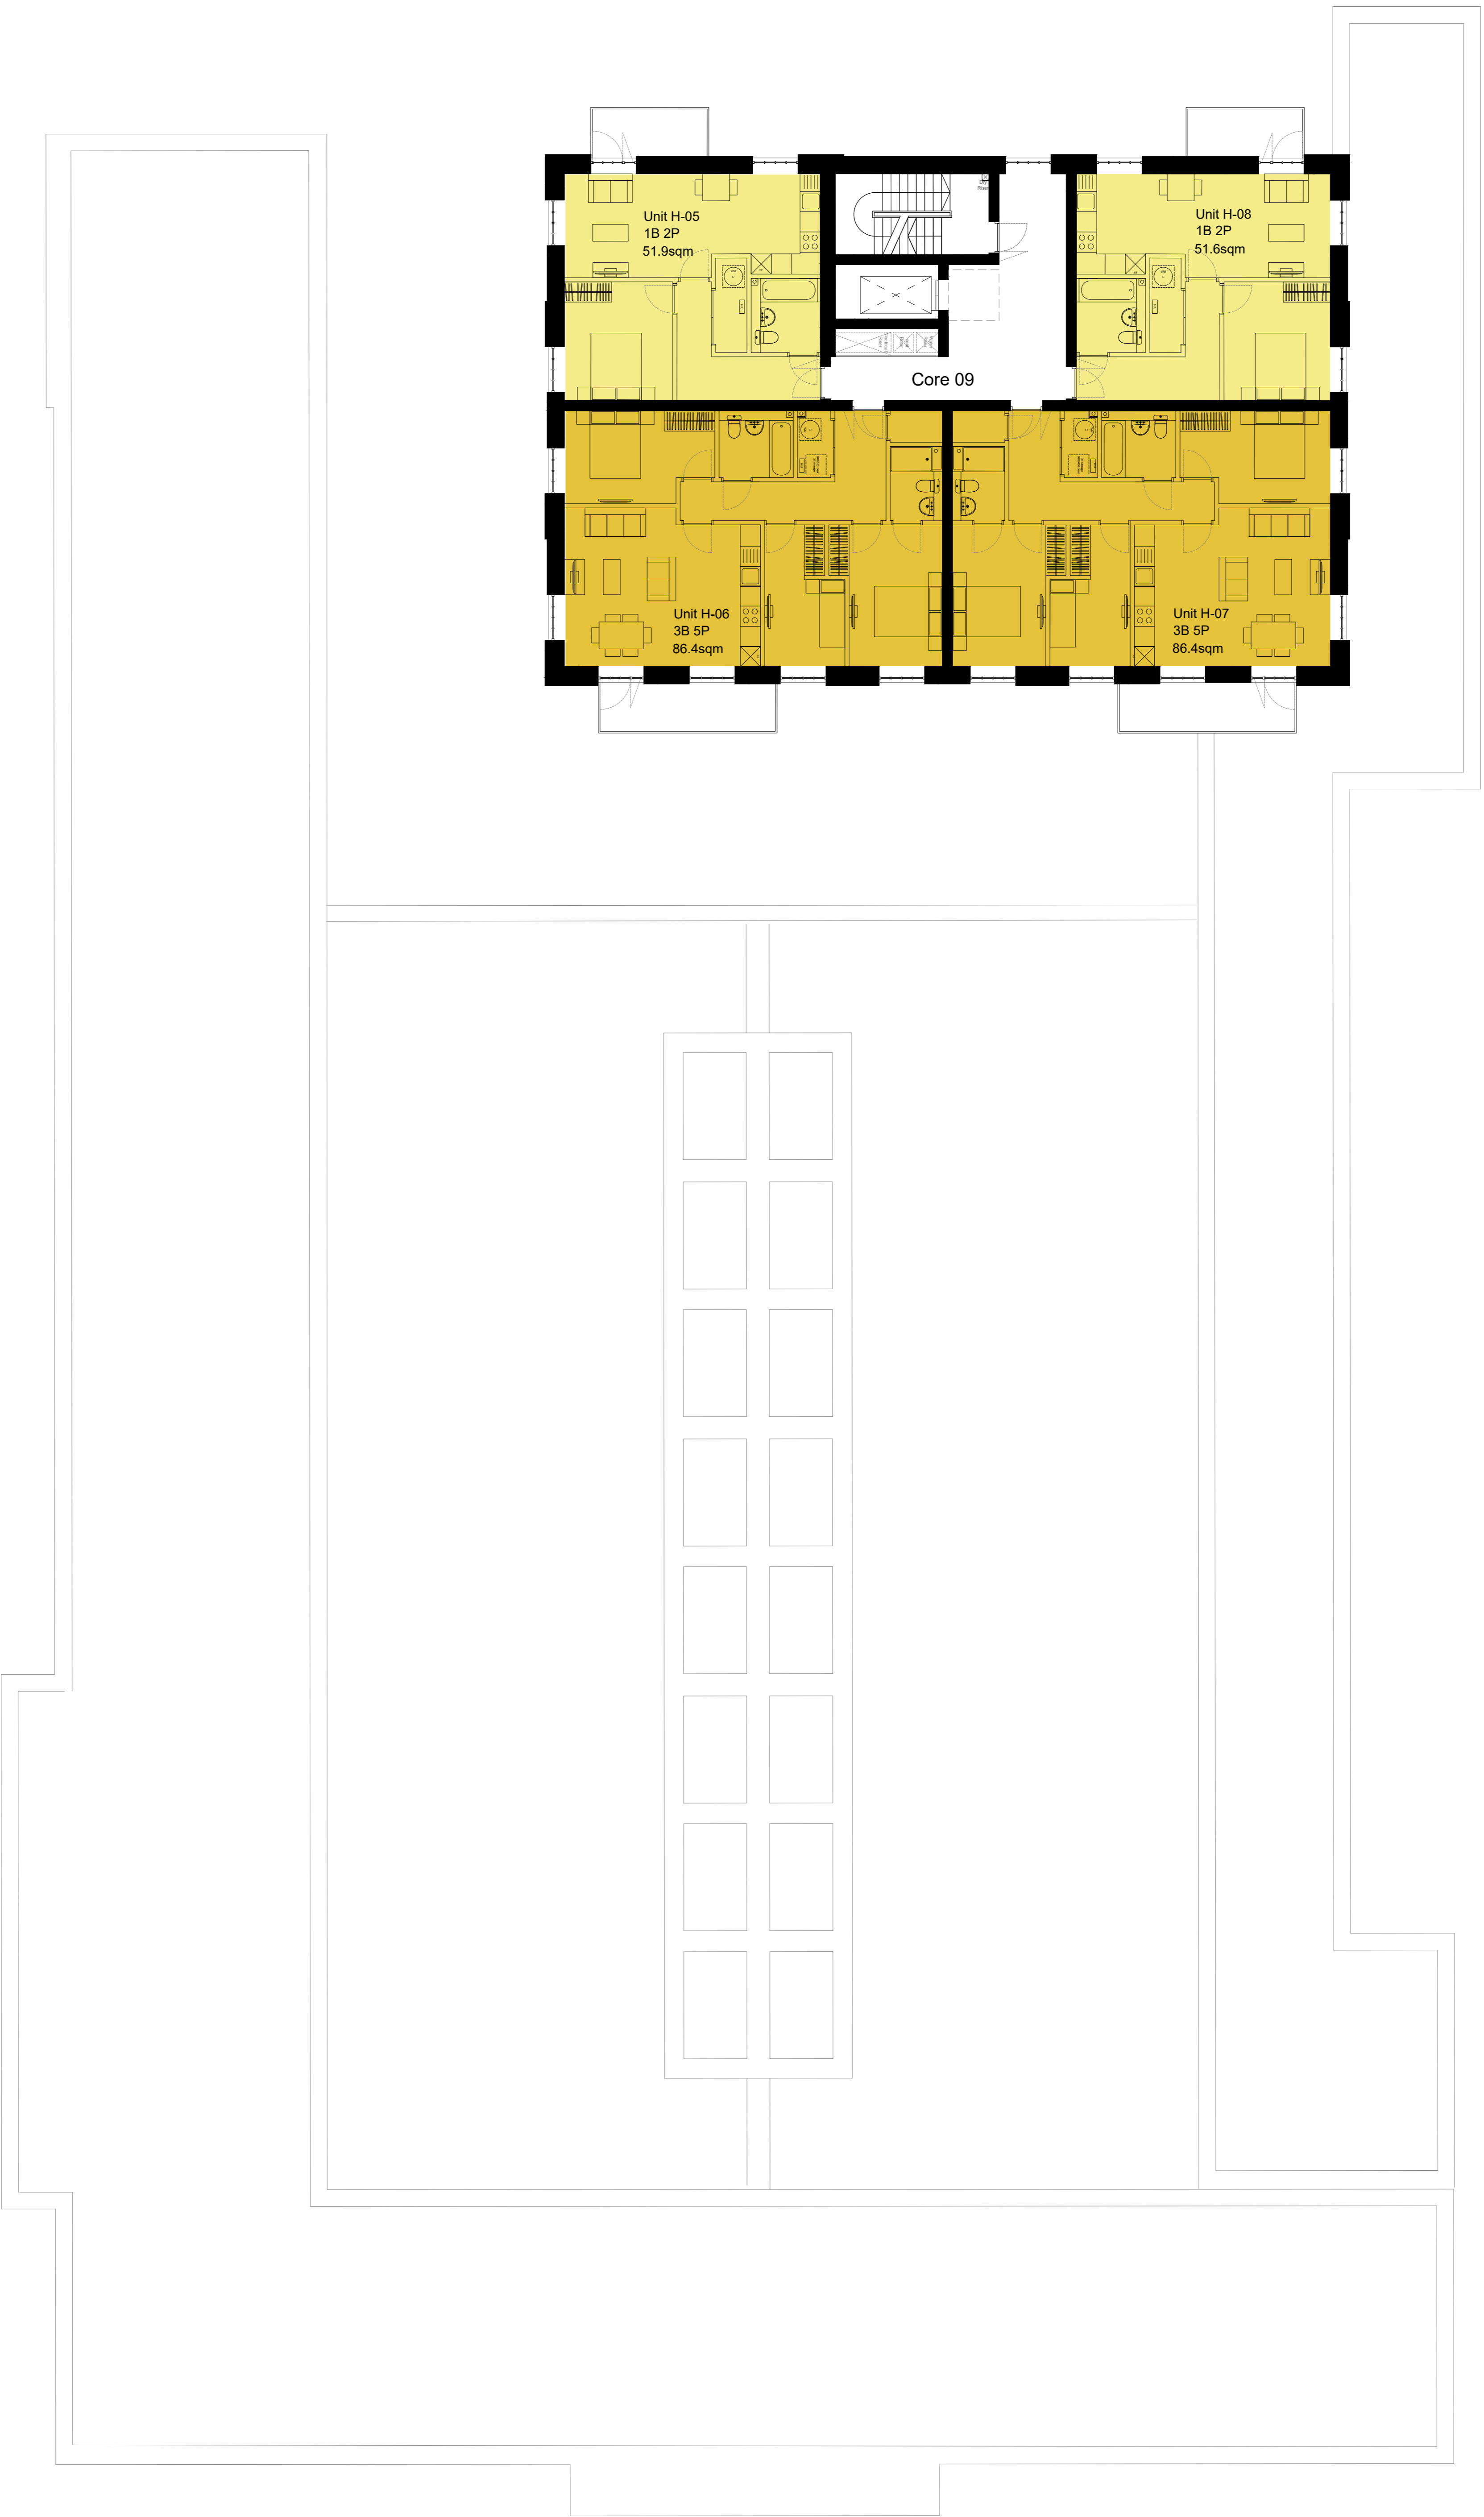 Unit H-05
1B 2P
51.9sqm
Unit H-08
1B 2P
51.6sqm
Core 09
Unit H-06
3B 5P
86.4sqm
Unit H-07
3B 5P
86.4sqm